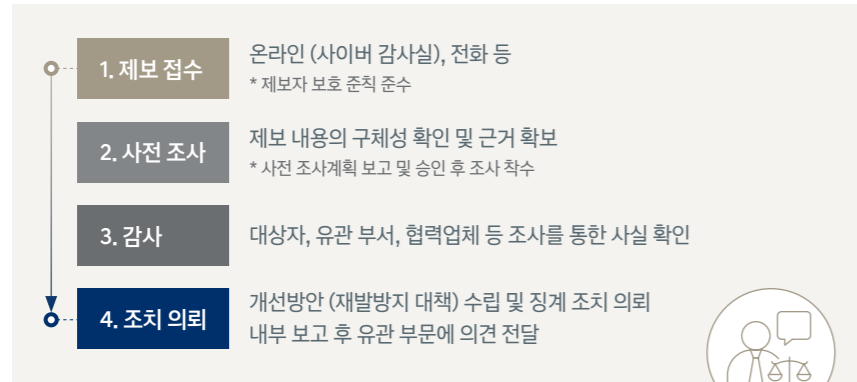 1. 제보 접수
온라인 (사이버 감사실), 전화 등
* 제보자 보호 준칙 준수
2. 사전 조사
제보 내용의 구체성 확인 및 근거 확보
* 사전 조사계획 보고 및 승인 후 조사 착수
3. 감사
대상자, 유관 부서, 협력업체 등 조사를 통한 사실 확인
4. 조치 의뢰
개선방안 (재발방지 대책) 수립 및 징계 조치 의뢰
내부 보고 후 유관 부문에 의견 전달